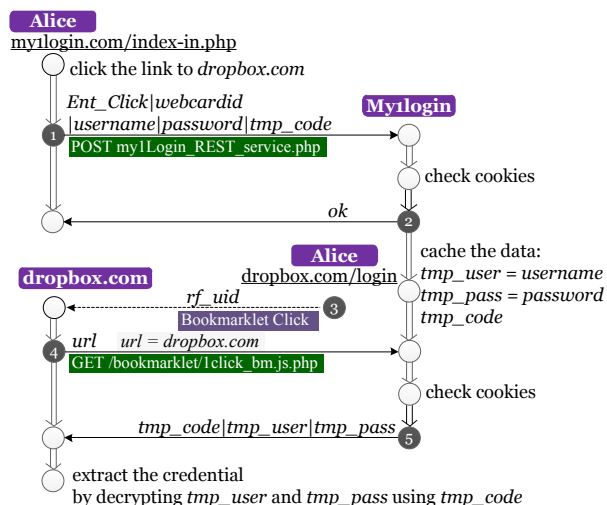 Alice
my1login.com/index-in.php
click the link to dropbox.com
Ent_Click|webcardid
|username|password|tmp_code
My1login
1
POST my1Login_REST_service.php
check cookies
ok
2
Alice
dropbox.com/login
cache the data:
tmp_user = username
tmp_pass = password
tmp_code
dropbox.com
rf_uid
3
Bookmarklet Click
url url = dropbox.com
4
GET /bookmarklet/1click_bm.js.php
check cookies
tmp_code|tmp_user|tmp_pass
5
extract the credential
by decrypting tmp_user and tmp_pass using tmp_code